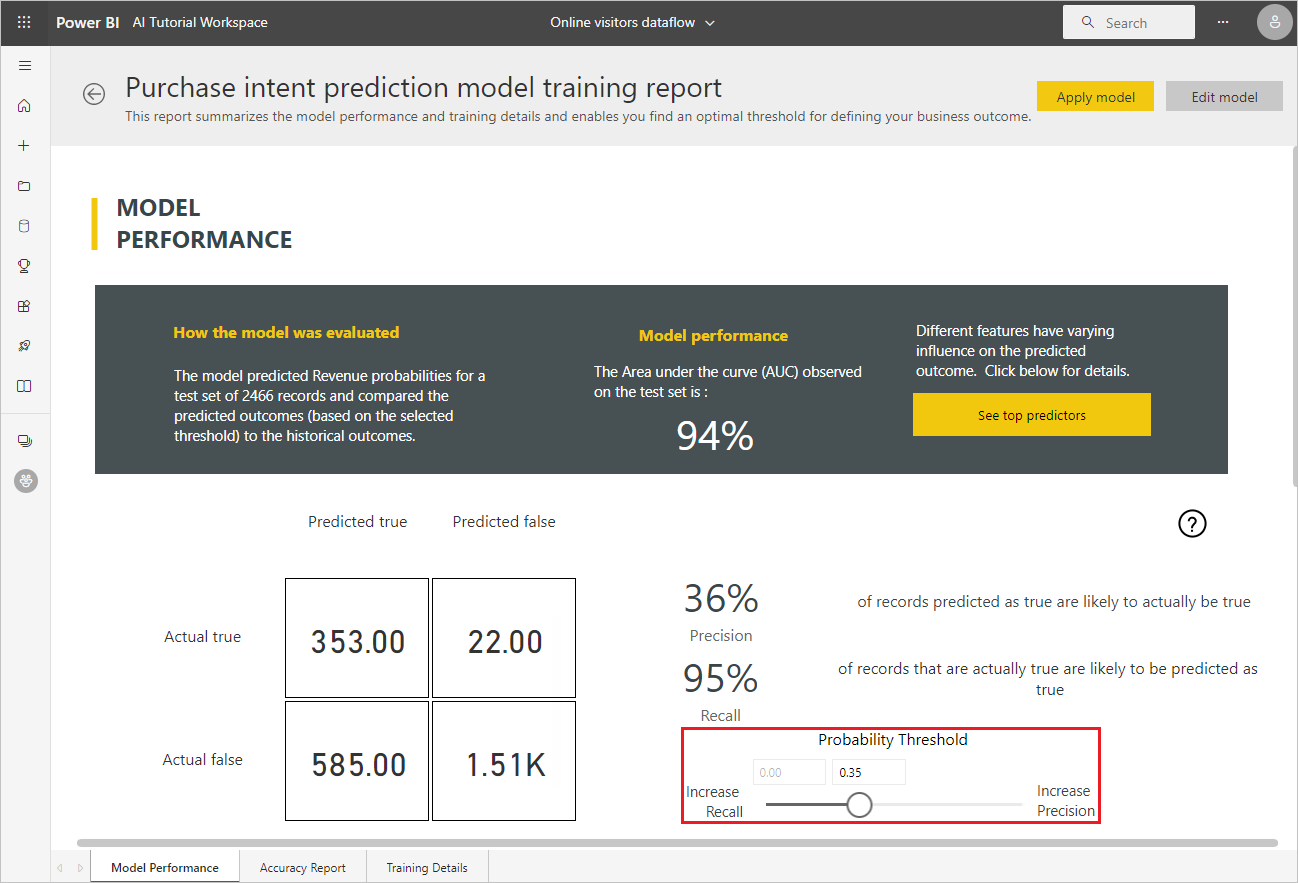 Power BI AI Tutorial Workspace Online visitors dataflow Search
Purchase intent prediction model training report
This report summarizes the model performance and training details and enables you find an optimal threshold for defining your business outcome.
Apply model Edit model
MODEL
PERFORMANCE
How the model was evaluated
The model predicted Revenue probabilities for a
test set of 2466 records and compared the
predicted outcomes (based on the selected
threshold) to the historical outcomes.
Model performance
The Area under the curve (AUC) observed
on the test set is :
94%
Different features have varying
influence on the predicted
outcome. Click below for details.
See top predictors
Predicted true Predicted false
?
Actual true 353.00 22.00
Actual false 585.00 1.51K
36%
Precision
of records predicted as true are likely to actually be true
95%
Recall
of records that are actually true are likely to be predicted as
true
Probability Threshold
0.00 0.35
Increase
Recall
Increase
Precision
Model Performance Accuracy Report Training Details